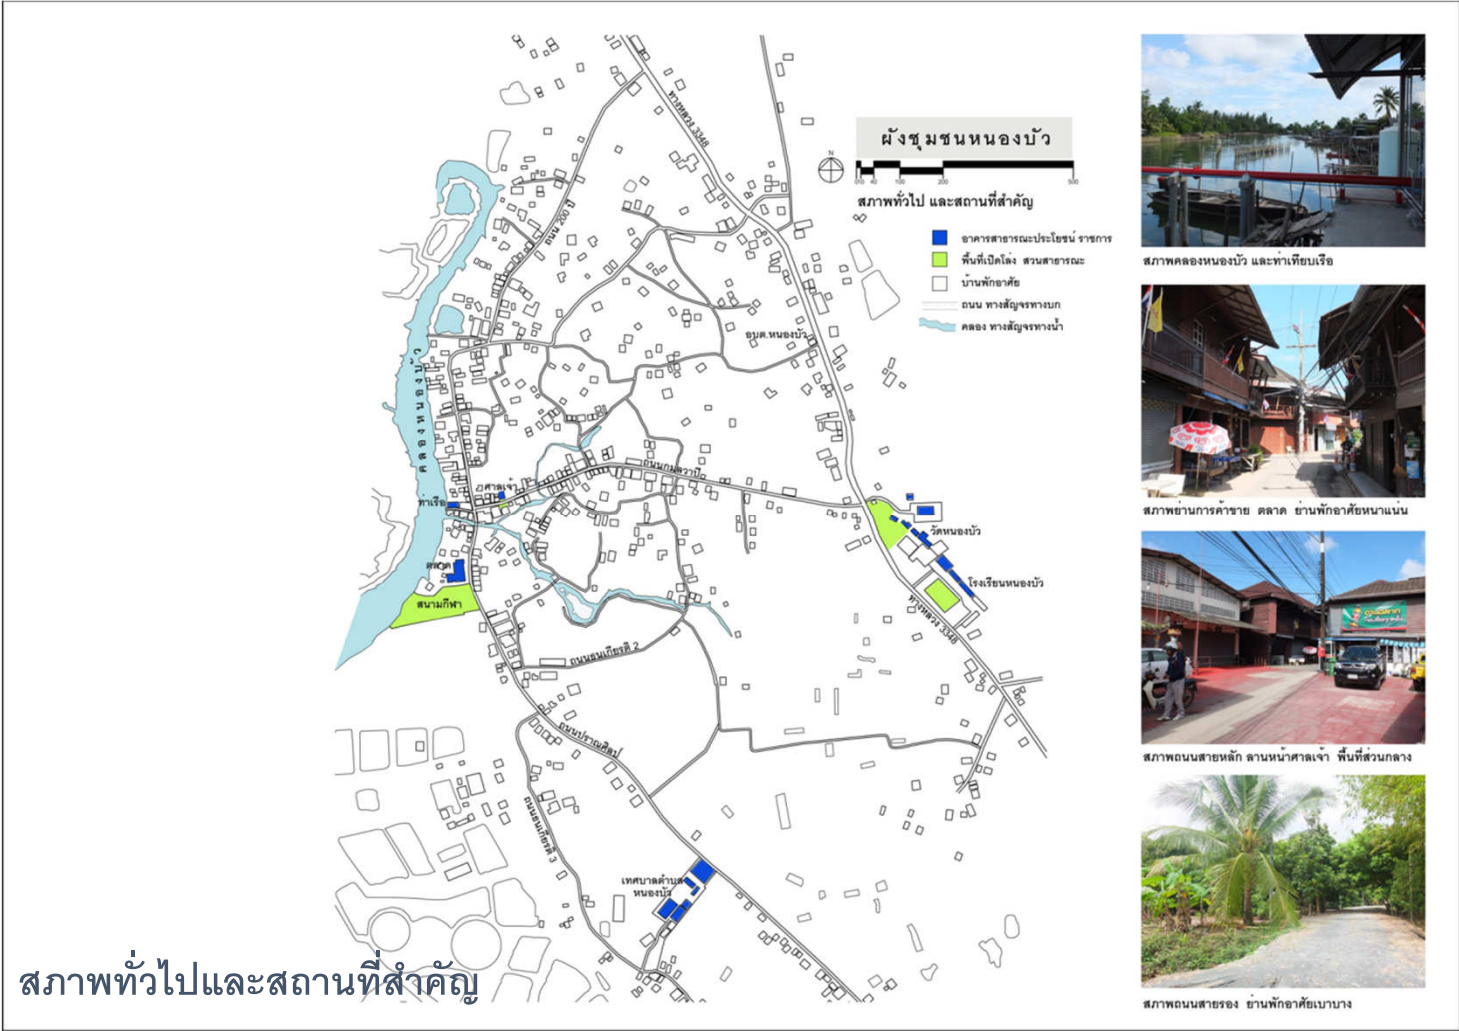 ทางหลวง 3348
ผังชุมชนหนองบัว
N
0 10 40 100 200 500
สภาพทั่วไป และสถานที่สำคัญ
อาคารสาธารณะประโยชน์ ราชการ
พื้นที่เปิดโล่ง สวนสาธารณะ
บ้านพักอาศัย
ถนน ทางสัญจรทางบก
คลอง ทางสัญจรทางน้ำ
ถนน 200 ปี
อบต.หนองบัว
คลองหนองบัว
ถนนกมลวาปี
ศาลเจ้า
ท่าเรือ
วัดหนองบัว
ตลาด
โรงเรียนหนองบัว
สนามกีฬา
ทางหลวง 3348
ถนนธนเกียรติ 2
ถนนปราณศิลป
ถนนธนเกียรติ 3
เทศบาลตำบล
หนองบัว
สภาพคลองหนองบัว และท่าเทียบเรือ
สภาพย่านการค้าขาย ตลาด ย่านพักอาศัยหนาแน่น
สภาพถนนสายหลัก ลานหน้าศาลเจ้า พื้นที่ส่วนกลาง
สภาพถนนสายรอง ย่านพักอาศัยเบาบาง
สภาพทั่วไปและสถานที่สำคัญ